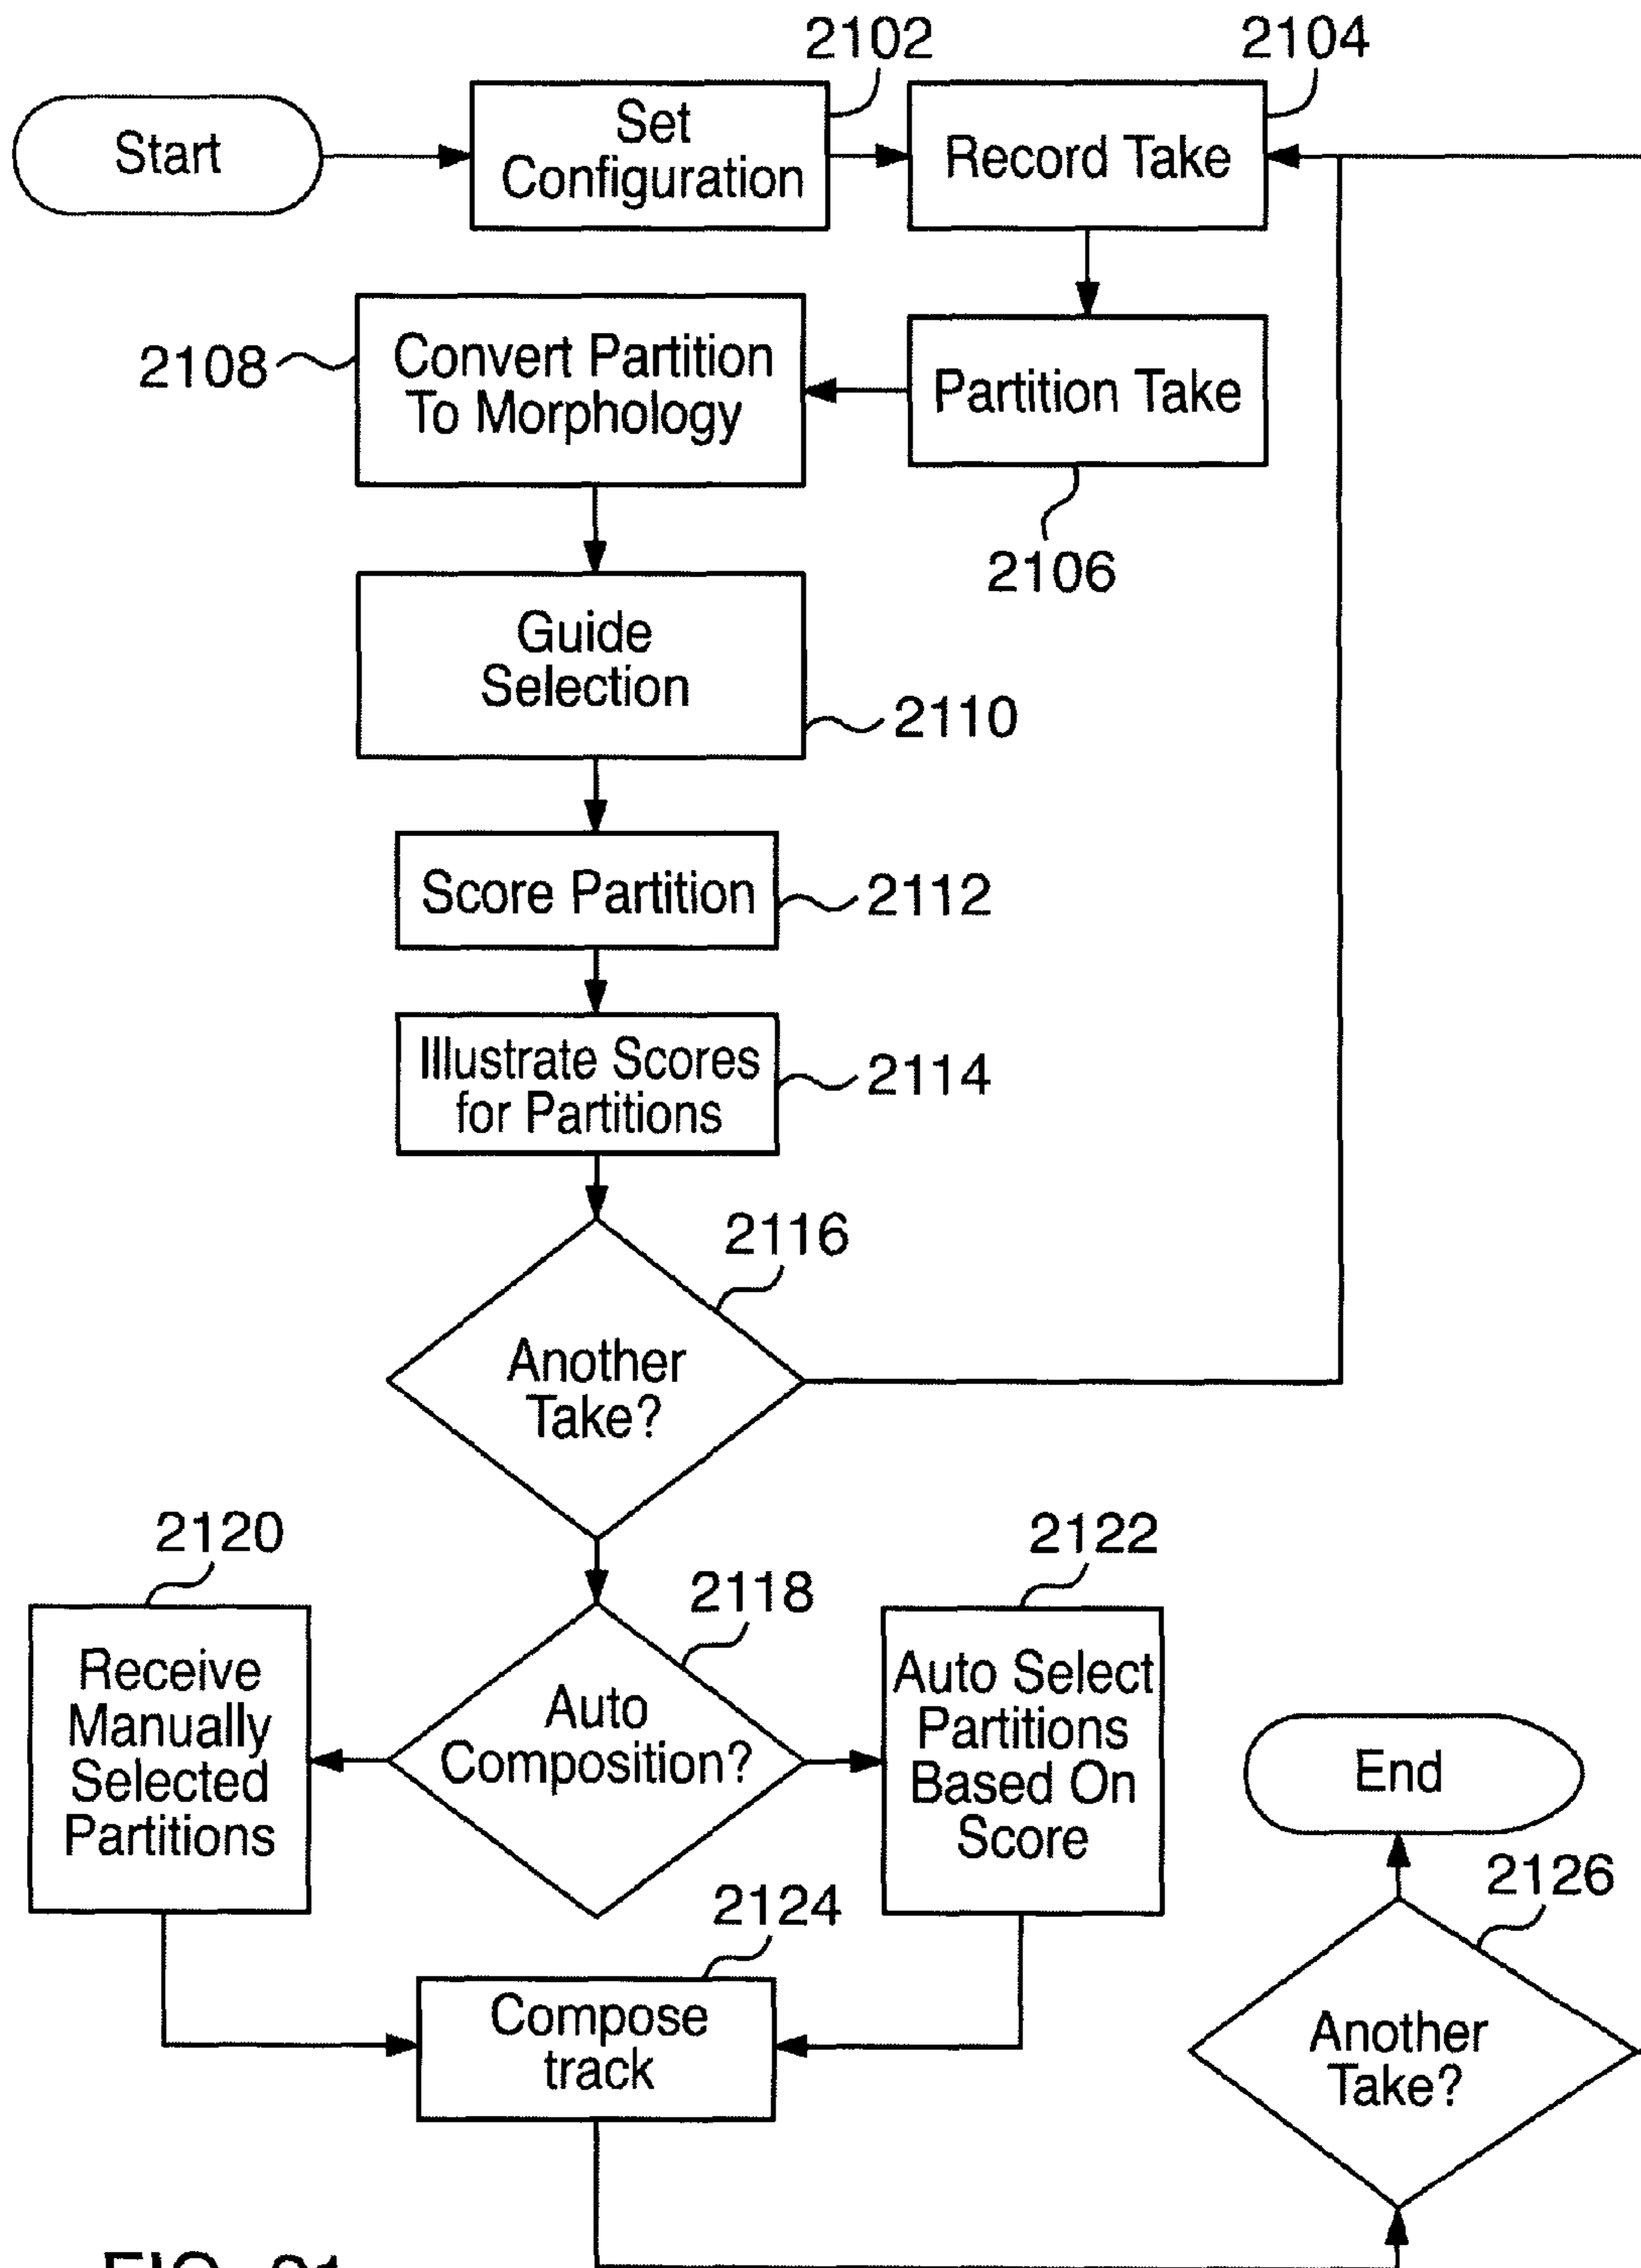 2102
2104
Start
Set
Configuration
Record Take
2108
Convert Partition
To Morphology
Partition Take
2106
Guide
Selection
2110
Score Partition
2112
Illustrate Scores
for Partitions
2114
2116
Another
Take?
2120
2122
2118
Receive
Manually
Selected
Partitions
Auto
Composition?
Auto Select
Partitions
Based On
Score
End
2124
2126
Compose
track
Another
Take?